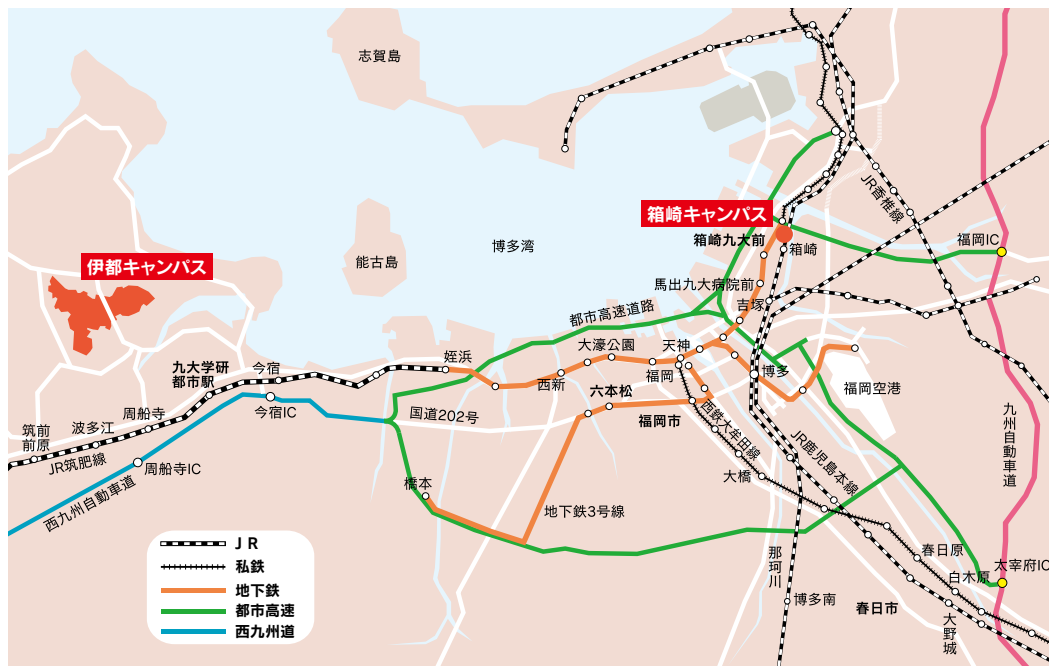 志賀島
箱崎キャンパス
JR香椎線
箱崎九大前
箱崎
福岡IC
博多湾
能古島
伊都キャンパス
馬出九大病院前
吉塚
都市高速道路
大濠公園
天神
姪浜
西新
福岡
博多
福岡空港
九大学研
都市駅
今宿
六本松
今宿IC
国道202号
福岡市
周船寺
波多江
筑前
前原
JR筑肥線
周船寺IC
西九州自動車道
西鉄大牟田線
JR鹿児島本線
九州自動車道
大橋
橋本
地下鉄3号線
那珂川
春日原
太宰府IC
白木原
博多南
春日市
大野城
JR
私鉄
地下鉄
都市高速
西九州道